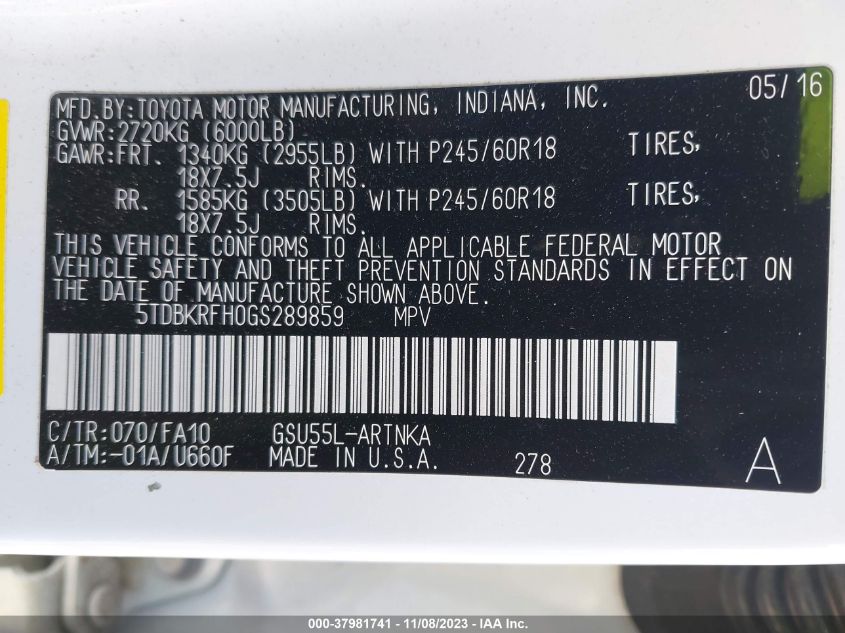 05/16
MFD.BY:TOYOTA MOTOR MANUFACTURING, INDIANA, INC.
GVWR:2720KG (6000LB)
GAWR:FRT. 1340KG (2955LB) WITH P245/60R18 TIRES,
18X7.5J RIMS.
RR. 1585KG (3505LB) WITH P245/60R18 TIRES,
18X7.5J RIMS.
THIS VEHICLE CONFORMS TO ALL APPLICABLE FEDERAL MOTOR
VEHICLE SAFETY AND THEFT PREVENTION STANDARDS IN EFFECT ON
THE DATE OF MANUFACTURE SHOWN ABOVE.
5TDBKRFH0GS289859 MPV
C/TR:070/FA10 GSU55L-ARTNKA
A/TM:-01A/U660F MADE IN U.S.A. 278 A
000-37981741 - 11/08/2023 - IAA Inc.